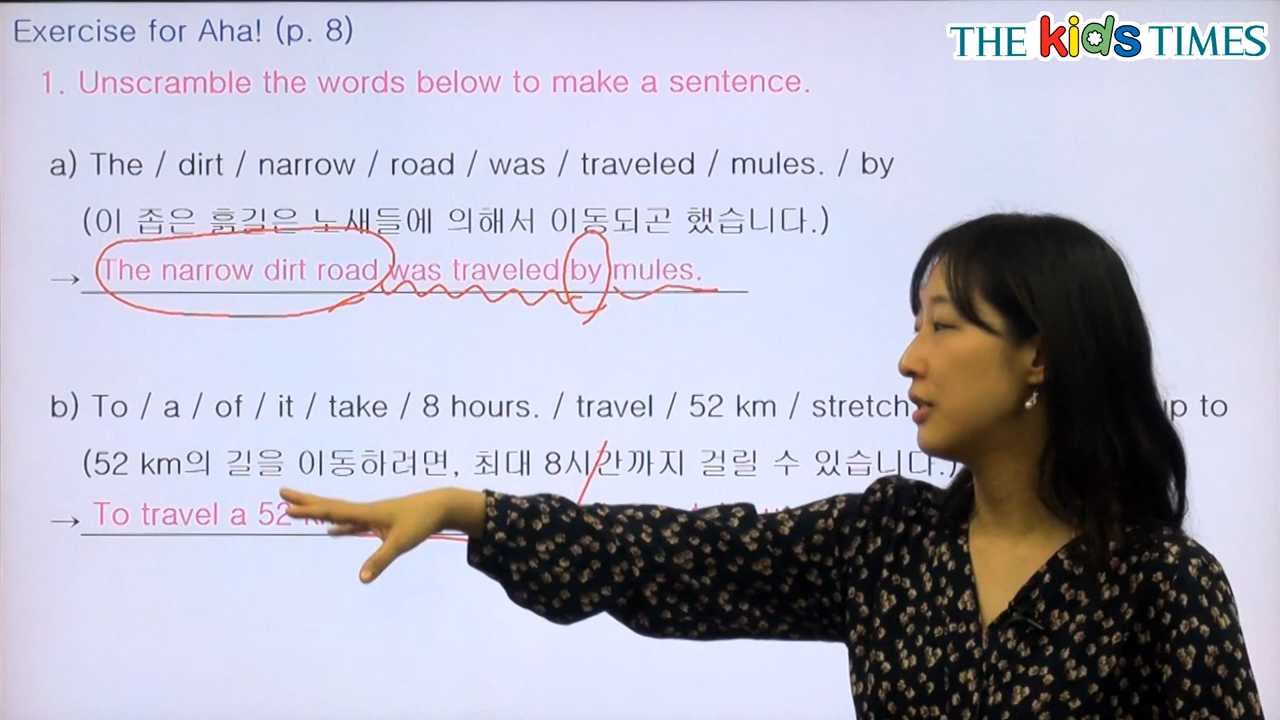 Exercise for Aha! (p. 8)
THE kids TIMES
1. Unscramble the words below to make a sentence.
a) The / dirt / narrow / road / was / traveled / mules. / by
(이 좁은 흙길은 노새들에 의해서 이동되곤 했습니다.)
→ The narrow dirt road was traveled by mules.
b) To / a / of / it / take / 8 hours. / travel / 52 km / stretch up to
(52 km의 길을 이동하려면, 최대 8시간까지 걸릴 수 있습니다.)
→ To travel a 52